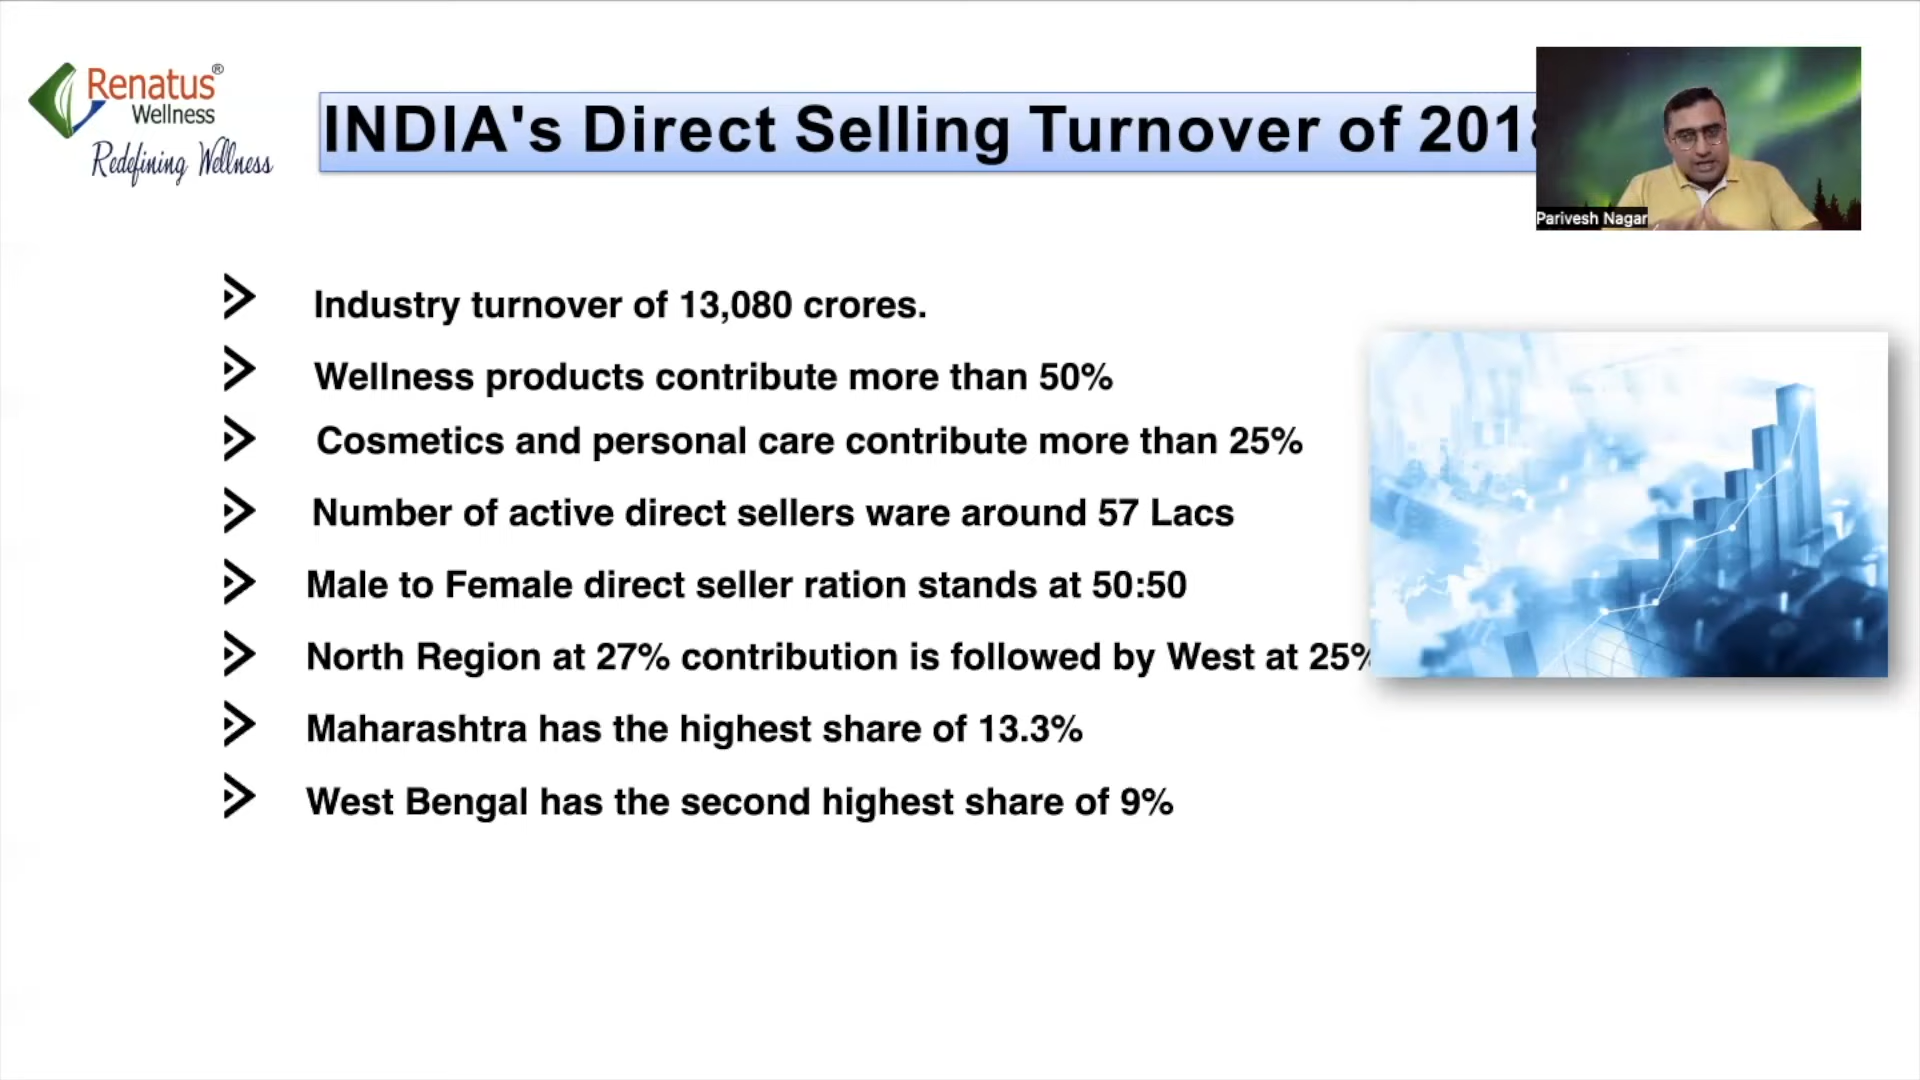 Renatus®
Wellness
Redefining Wellness
INDIA's Direct Selling Turnover of 201
Parivesh Nagar
Industry turnover of 13,080 crores.
Wellness products contribute more than 50%
Cosmetics and personal care contribute more than 25%
Number of active direct sellers ware around 57 Lacs
Male to Female direct seller ration stands at 50:50
North Region at 27% contribution is followed by West at 25%
Maharashtra has the highest share of 13.3%
West Bengal has the second highest share of 9%